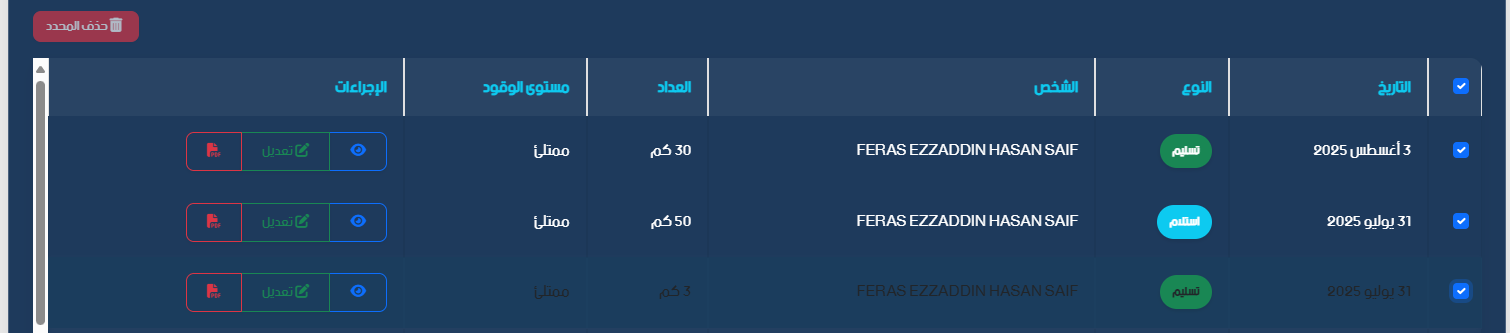 حذف المحدد
التاريخ النوع الشخص العداد مستوى الوقود الإجراءات
3 أغسطس 2025 تسليم FERAS EZZADDIN HASAN SAIF 30 كم ممتلئ تعديل PDF
31 يوليو 2025 استلام FERAS EZZADDIN HASAN SAIF 50 كم ممتلئ تعديل PDF
31 يوليو 2025 تسليم FERAS EZZADDIN HASAN SAIF 3 كم ممتلئ تعديل PDF